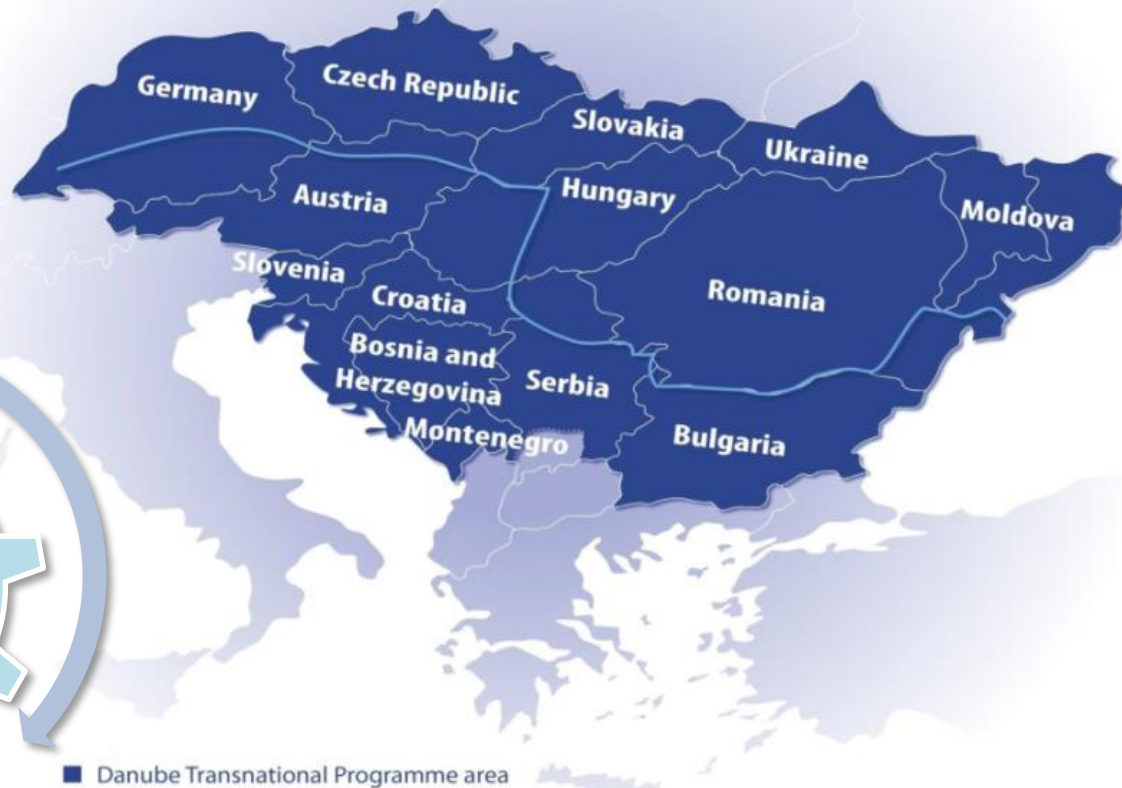 Germany
Czech Republic
Slovakia
Ukraine
Austria
Hungary
Moldova
Slovenia
Croatia
Romania
Bosnia and
Herzegovina
Serbia
Montenegro
Bulgaria
Danube Transnational Programme area